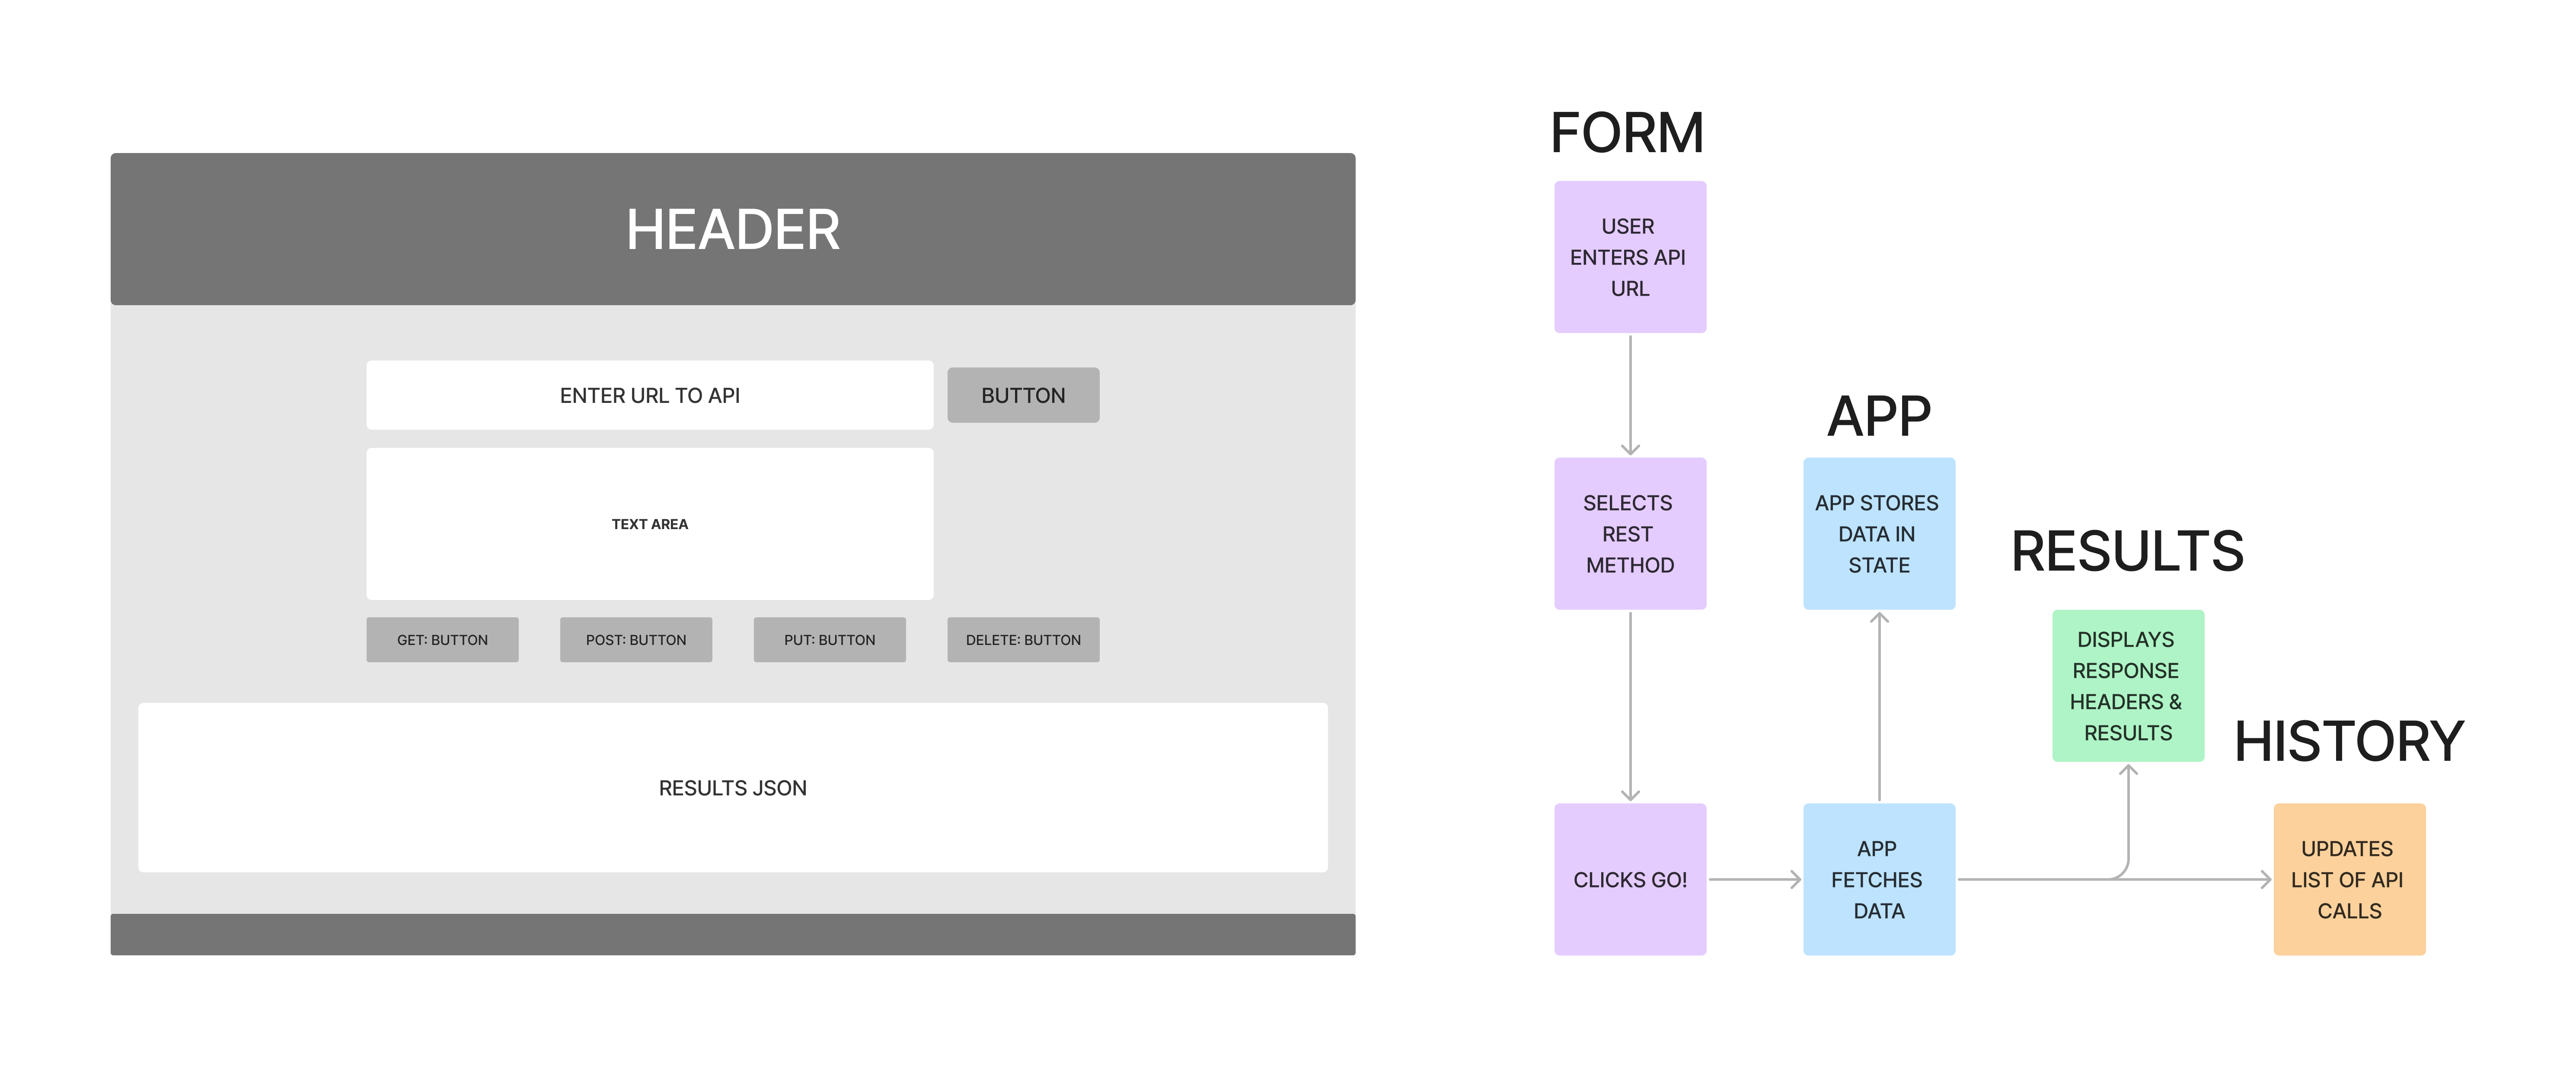 HEADER
ENTER URL TO API
BUTTON
TEXT AREA
GET: BUTTON
POST: BUTTON
PUT: BUTTON
DELETE: BUTTON
RESULTS JSON
FORM
USER
ENTERS API
URL
SELECTS
REST
METHOD
CLICKS GO!
APP
APP STORES
DATA IN
STATE
APP
FETCHES
DATA
RESULTS
DISPLAYS
RESPONSE
HEADERS &
RESULTS
HISTORY
UPDATES
LIST OF API
CALLS